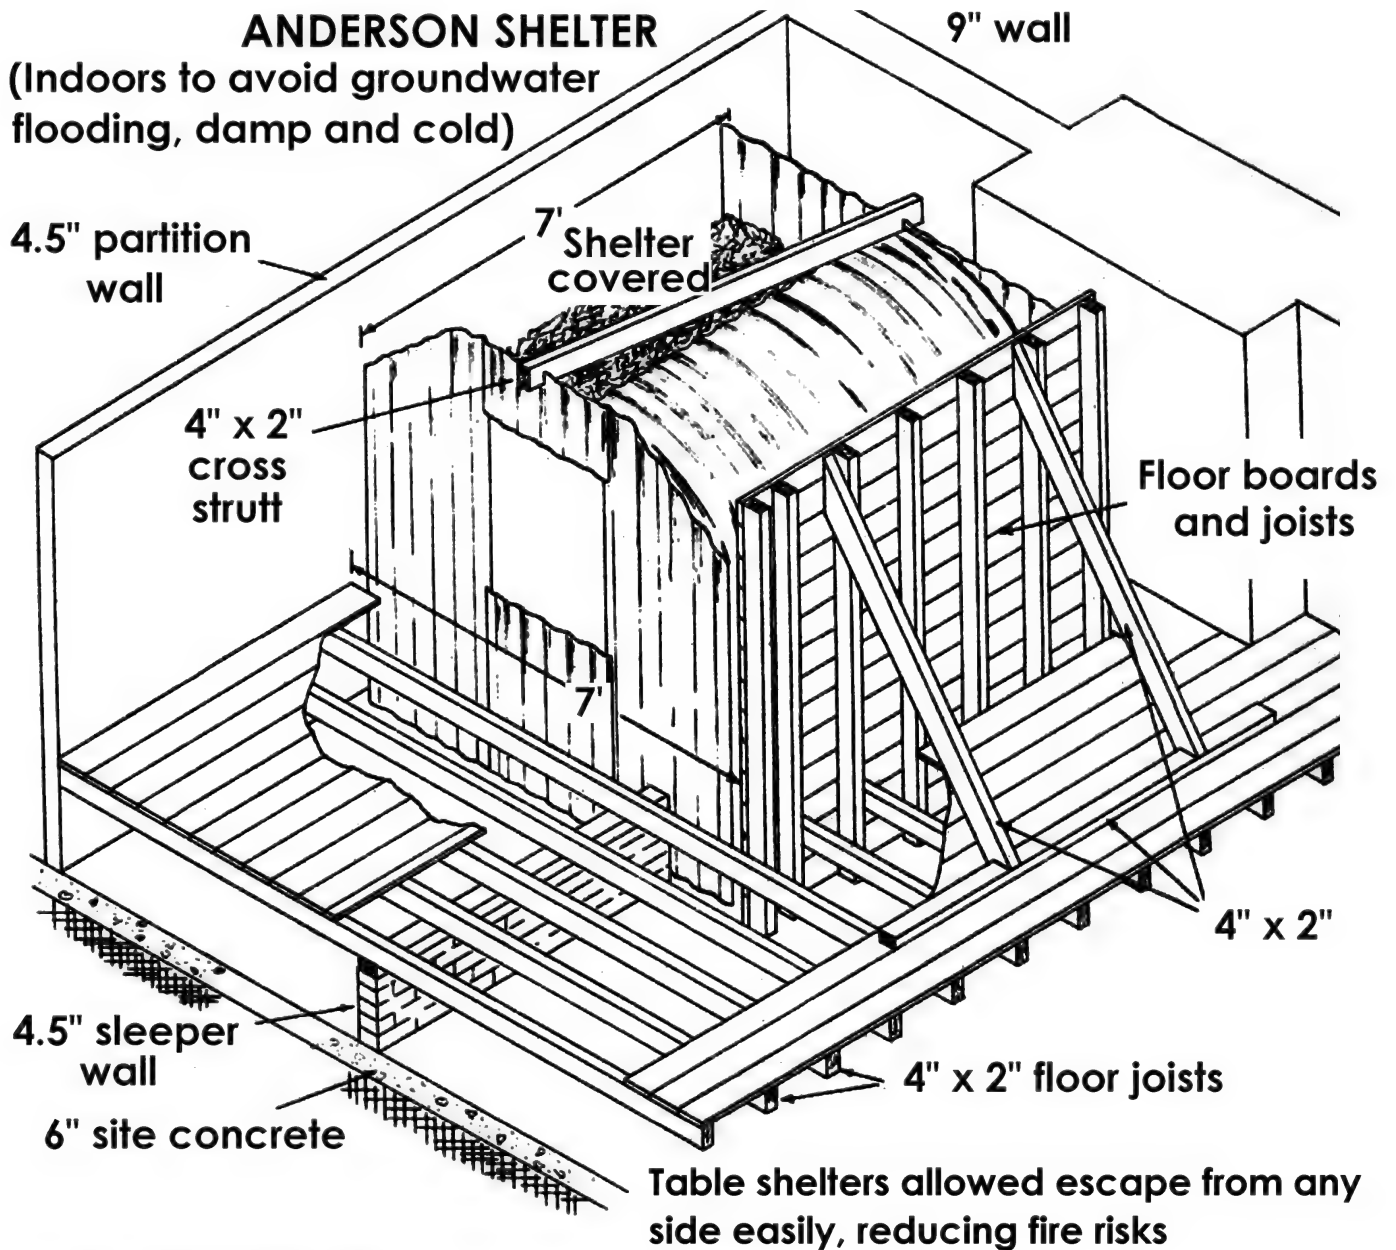 ANDERSON SHELTER
(Indoors to avoid groundwater
flooding, damp and cold)
9" wall
4.5" partition
wall
7'
Shelter
covered
4" x 2"
cross
strutt
Floor boards
and joists
7'
4" x 2"
4.5" sleeper
wall
6" site concrete
4" x 2" floor joists
Table shelters allowed escape from any
side easily, reducing fire risks